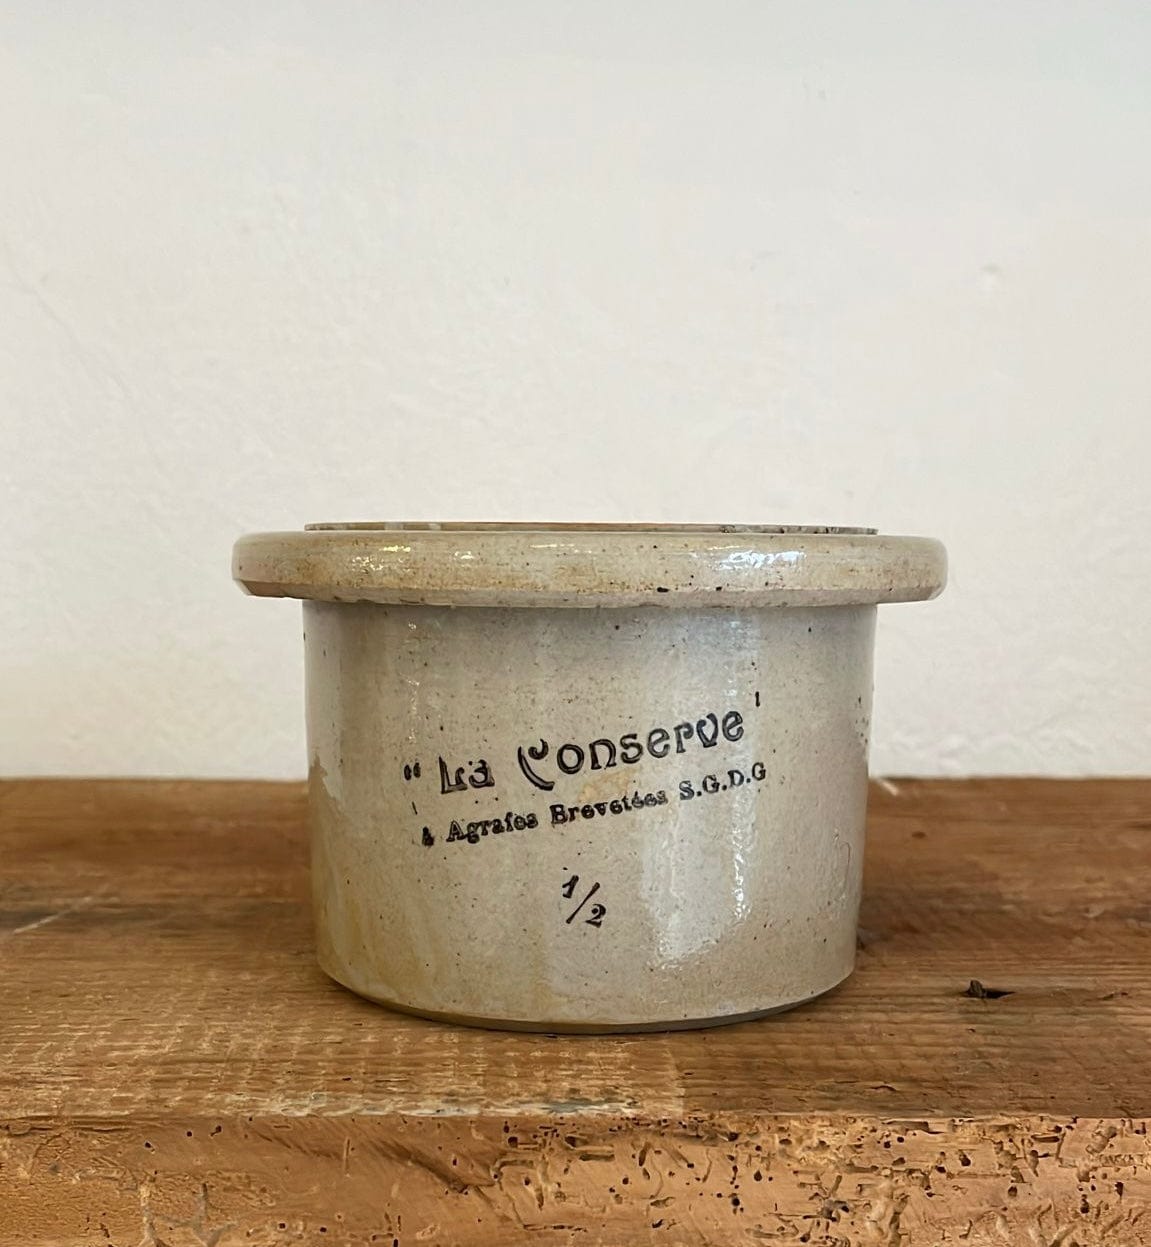 “ La Conserve '
à Agrafes Brevetées S.G.D.G
1/2